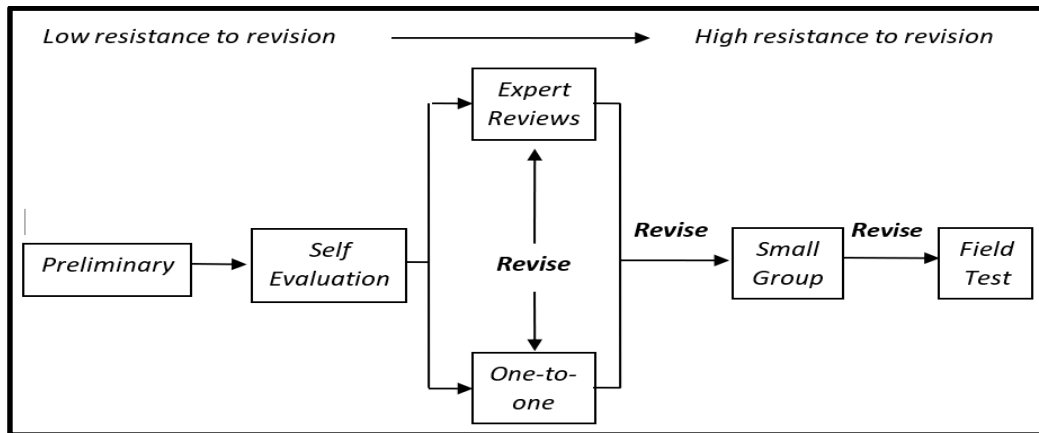 Low resistance to revision
High resistance to revision
Expert
Reviews
Preliminary
Self
Evaluation
Revise
Revise
Small
Group
Revise
Field
Test
One-to-
one